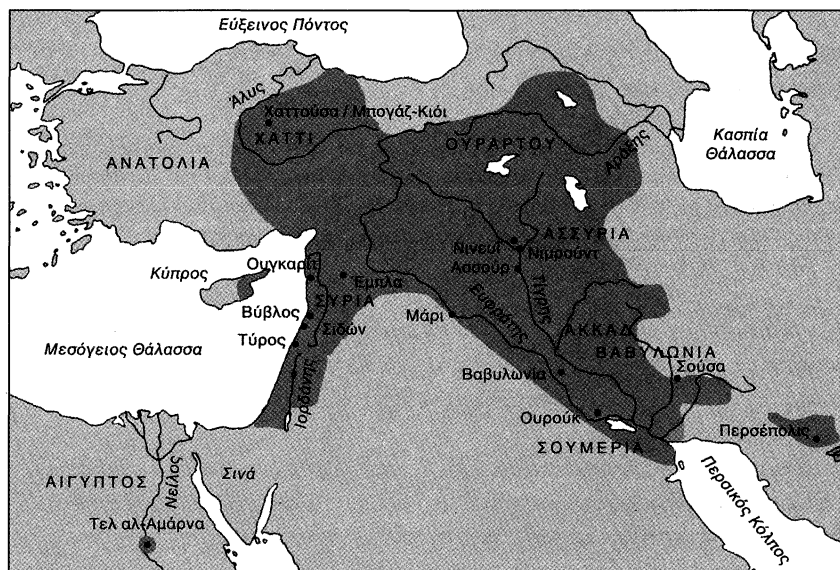 Εύξεινος Πόντος
Άλυς
Χαττούσα / Μπογάζ-Κιόι
ΧΑΤΤΙ
ΑΝΑΤΟΛΙΑ
ΟΥΡΑΡΤΟΥ
Αράξης
Κασπία
Θάλασσα
ΑΣΣΥΡΙΑ
Νινευί
Νιμρούντ
Ασσούρ
Τίγρης
Κύπρος
Ουγκαρίτ
Έμπλα
ΣΥΡΙΑ
Βύβλος
Σιδών
Τύρος
Μεσόγειος Θάλασσα
Ιορδάνης
Μάρι
Ευφράτης
ΑΚΚΑΔ
ΒΑΒΥΛΩΝΙΑ
Σούσα
Βαβυλωνία
Ουρούκ
ΣΟΥΜΕΡΙΑ
Περσέπολις
Περσικός Κόλπος
ΑΙΓΥΠΤΟΣ
Νείλος
Σινά
Τελ αλ-Αμάρνα